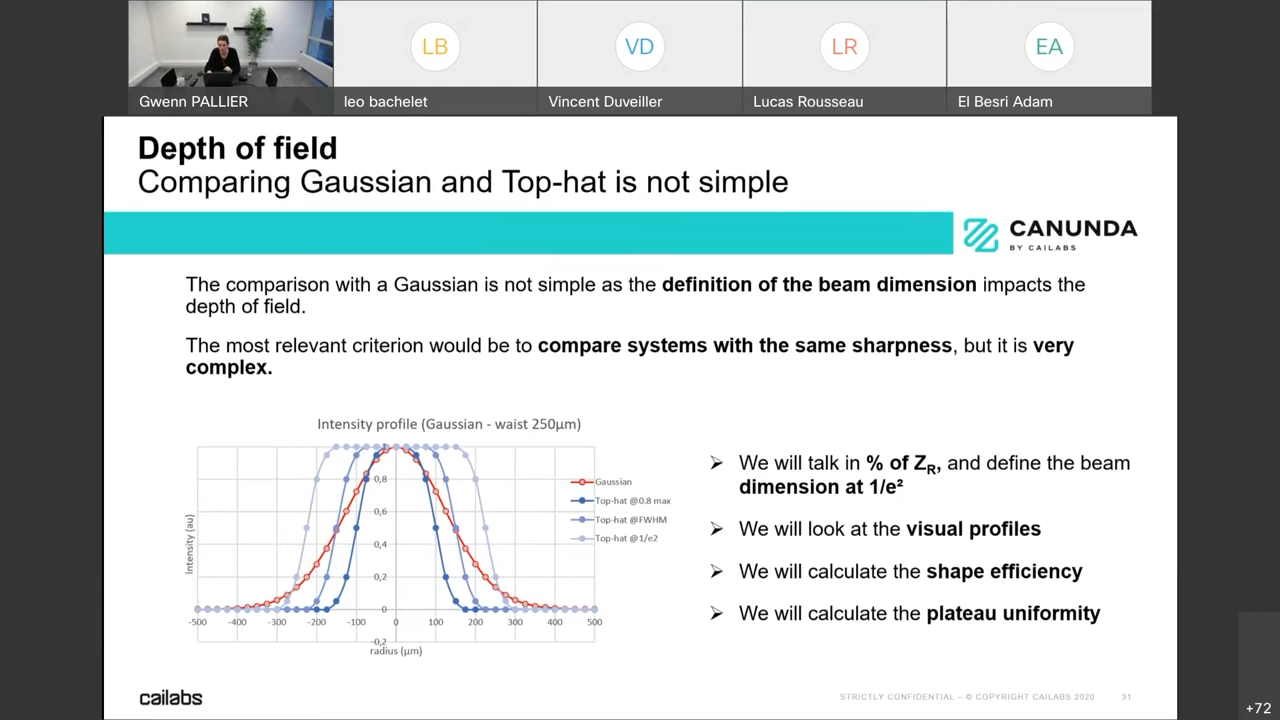 LB
VD
LR
EA
Gwenn PALLIER
leo bachelet
Vincent Duveiller
Lucas Rousseau
El Besri Adam
Depth of field
Comparing Gaussian and Top-hat is not simple
CANUNDA
BY CAILABS
The comparison with a Gaussian is not simple as the definition of the beam dimension impacts the
depth of field.
The most relevant criterion would be to compare systems with the same sharpness, but it is very
complex.
Intensity profile (Gaussian - waist 250µm)
1
0,8
0,6
0,4
0,2
0
-0,2
Intensity (au)
-500 -400 -300 -200 -100 0 100 200 300 400 500
radius (µm)
Gaussian
Top-hat @0.8 max
Top-hat @FWHM
Top-hat @1/e2
➢ We will talk in % of ZR, and define the beam
dimension at 1/e²
➢ We will look at the visual profiles
➢ We will calculate the shape efficiency
➢ We will calculate the plateau uniformity
cailabs
STRICTLY CONFIDENTIAL – © COPYRIGHT CAILABS 2020 31
+72